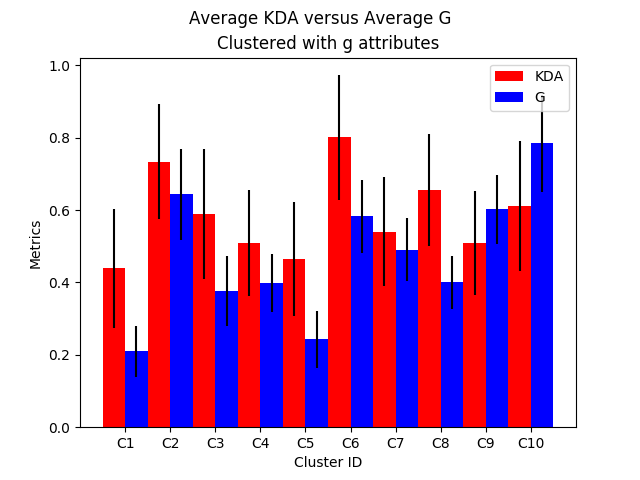 Average KDA versus Average G
Clustered with g attributes
KDA
G
Metrics
1.0
0.8
0.6
0.4
0.2
0.0
C1 C2 C3 C4 C5 C6 C7 C8 C9 C10
Cluster ID